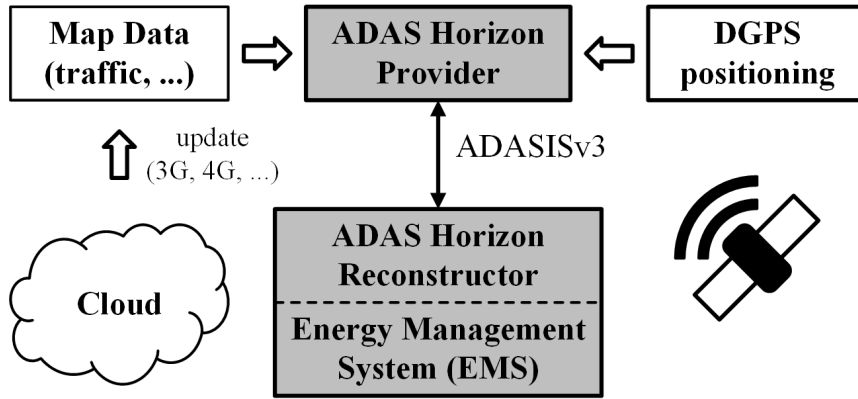 Map Data
(traffic, ...)
ADAS Horizon
Provider
DGPS
positioning
update
(3G, 4G, ...)
ADASISv3
Cloud
ADAS Horizon
Reconstructor
Energy Management
System (EMS)